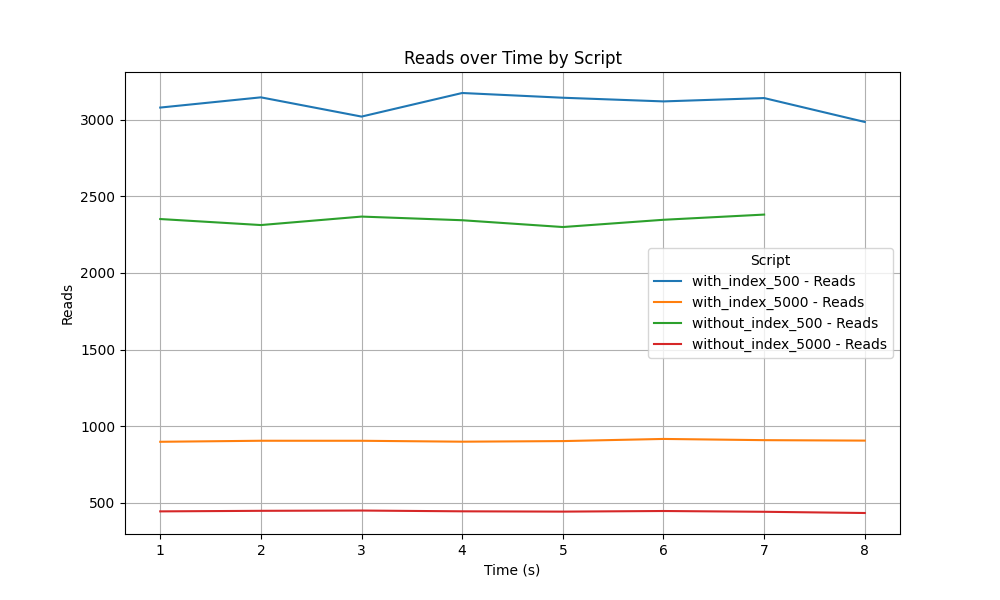 Reads over Time by Script
3000
2500
2000
1500
1000
500
Reads
Script
with_index_500 - Reads
with_index_5000 - Reads
without_index_500 - Reads
without_index_5000 - Reads
1 2 3 4 5 6 7 8
Time (s)